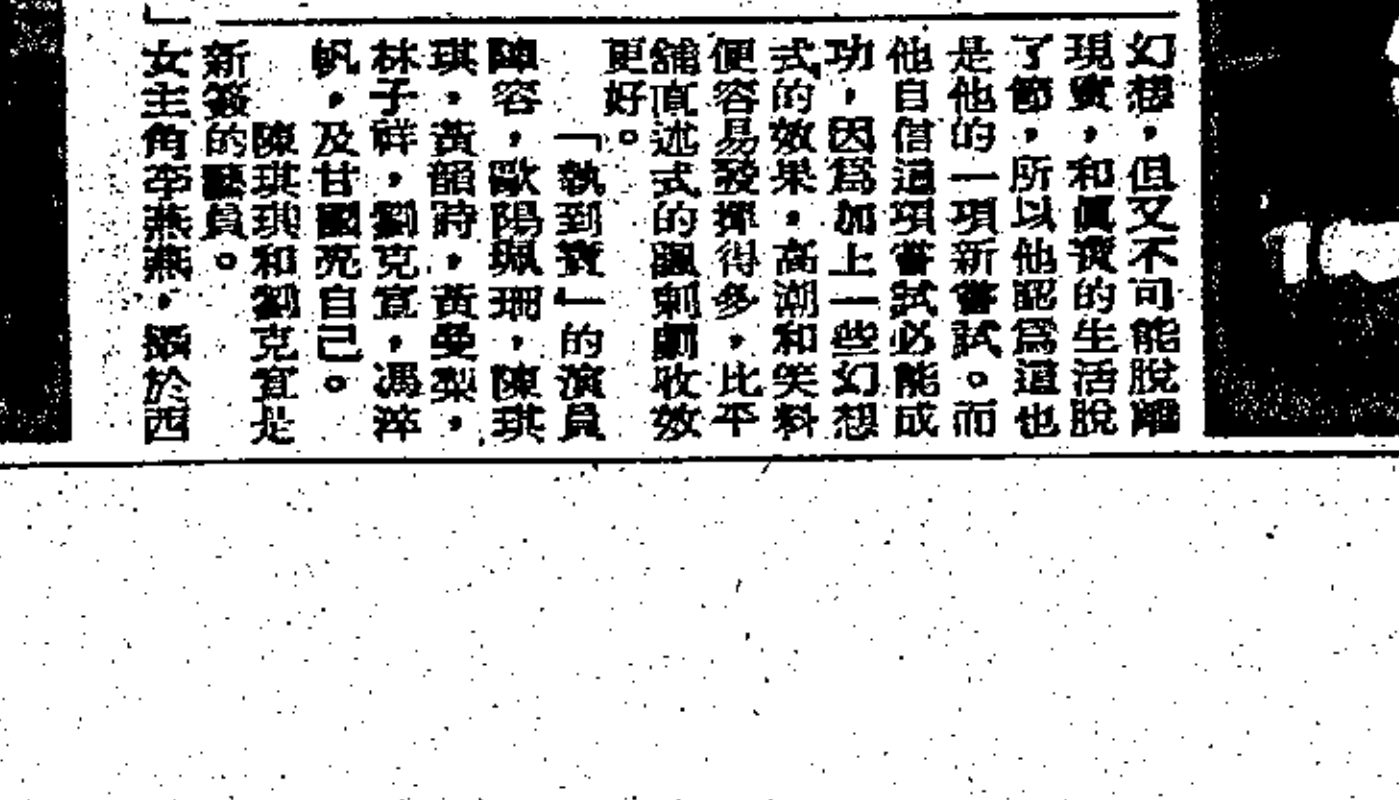 幻想，但又不可能脫離
現實，和眞實的生活脫
了節，所以他認爲這也
是他的一項新嘗試。而
他自信這項嘗試必能成
功，因爲加上一些幻想
式的效果，高潮和笑料
便容易發揮得多，比平
舖直述式的諷刺劇收效
更好。
「執到寶」的演員
陳容，歐陽珮珊，陳琪
琪，黃韻詩，黃曼梨，
林子祥，劉克宣，馮淬
帆，及甘國亮自己。
陳琪琪和劉克宣是
新簽的藝員。
」女主角李燕燕，攝於西